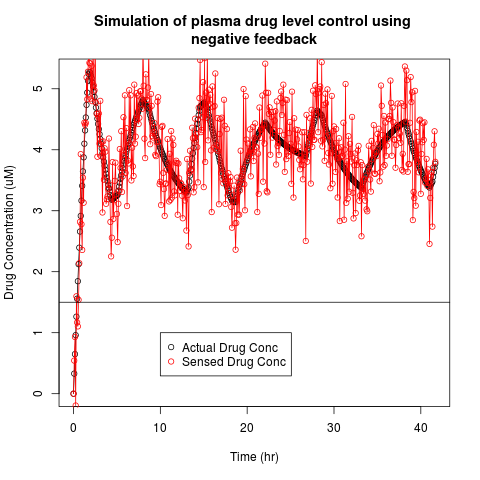 Simulation of plasma drug level control using
negative feedback
Drug Concentration (uM)
5
4
3
2
1
0
Actual Drug Conc
Sensed Drug Conc
0
10
20
30
40
Time (hr)